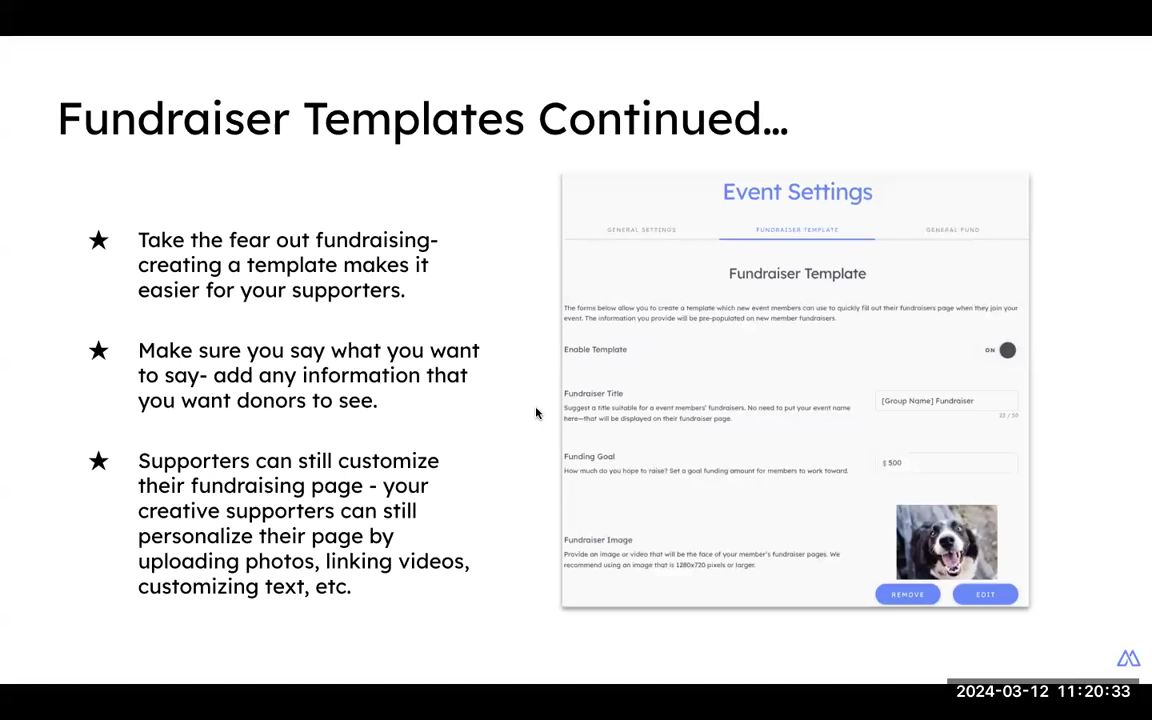 Fundraiser Templates Continued...
★ Take the fear out fundraising-
creating a template makes it
easier for your supporters.
★ Make sure you say what you want
to say- add any information that
you want donors to see.
★ Supporters can still customize
their fundraising page - your
creative supporters can still
personalize their page by
uploading photos, linking videos,
customizing text, etc.
Event Settings
GENERAL SETTINGS
FUNDRAISER TEMPLATE
GENERAL FUND
Fundraiser Template
The forms below allow you to create a template which new event members can use to quickly fill out their fundraisers page when they join your
event. The information you provide will be pre-populated on new member fundraisers.
Enable Template
ON
Fundraiser Title
Suggest a title suitable for a event members' fundraisers. No need to put your event name
here—that will be displayed on their fundraiser page.
[Group Name] Fundraiser
22 / 50
Funding Goal
How much do you hope to raise? Set a goal funding amount for members to work toward.
$ 500
Fundraiser Image
Provide an image or video that will be the face of your member's fundraiser pages. We
recommend using an image that is 1280x720 pixels or larger.
REMOVE
EDIT
2024-03-12 11:20:33